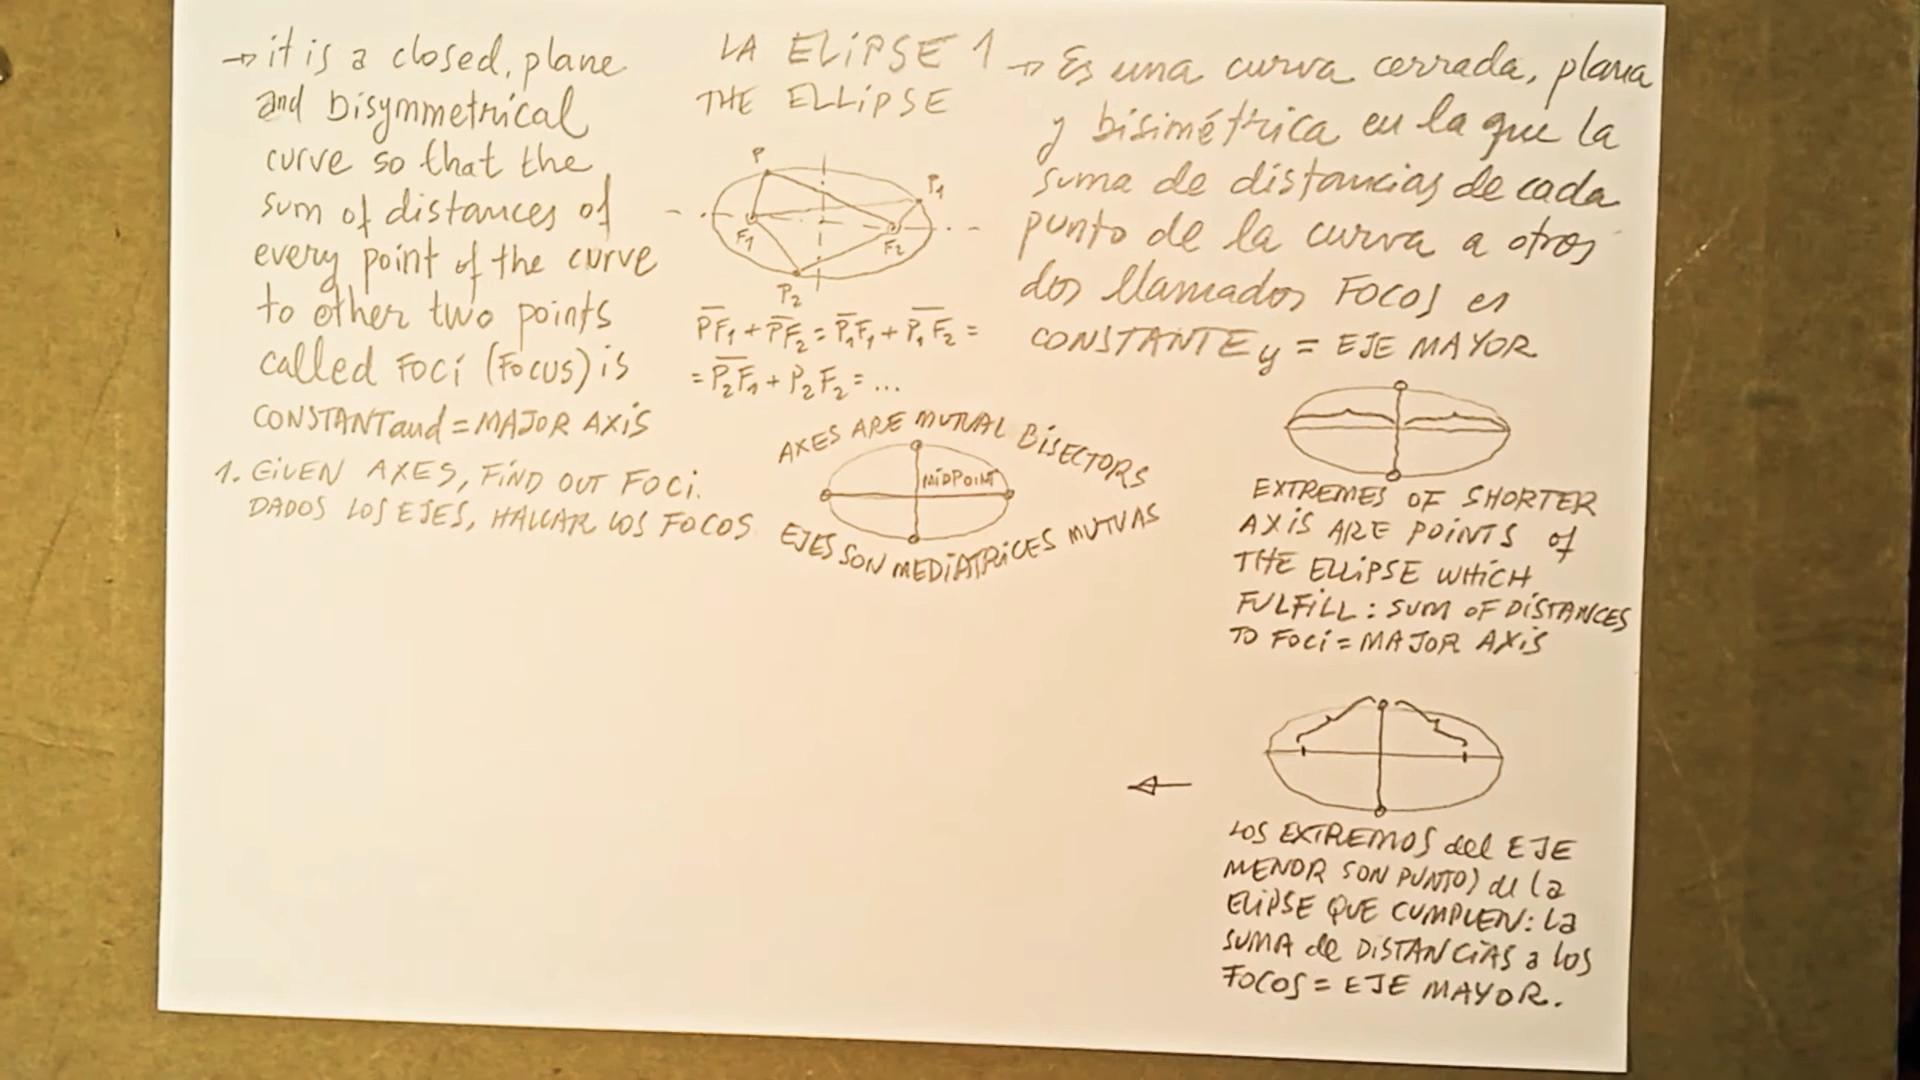 → it is a closed, plane
and bisymmetrical
curve so that the
sum of distances of
every point of the curve
to other two points
called FOCi (FOCUS) is
CONSTANT and = MAJOR AXiS
LA ELiPSE 1
THE ELLiPSE
P
P1
F1
F2
P2
PF1 + PF2 = P1F1 + P1F2 =
= P2F1 + P2F2 = ...
→ Es una curva cerrada, plana
y bisimétrica en la que la
suma de distancias de cada
punto de la curva a otros
dos llamados FOCOS es
CONSTANTE y = EJE MAYOR
1. GiVEN AXES, FiND OUT FOCi.
DADOS LOS EJES, HALLAR LOS FOCOS
AXES ARE MUTUAL BiSECTORS
MiDPOiNT
EJES SON MEDiATRiCES MUTUAS
EXTREMES OF SHORTER
AXiS ARE POiNTS of
THE ELLiPSE WHiCH
FULFiLL: SUM OF DiSTANCES
TO FOCi = MAJOR AXiS
LOS EXTREMOS del EJE
MENOR SON PUNTOS de la
ELiPSE QUE CUMPLEN: La
SUMA de DiSTANCiAS a los
FOCOS = EJE MAYOR.